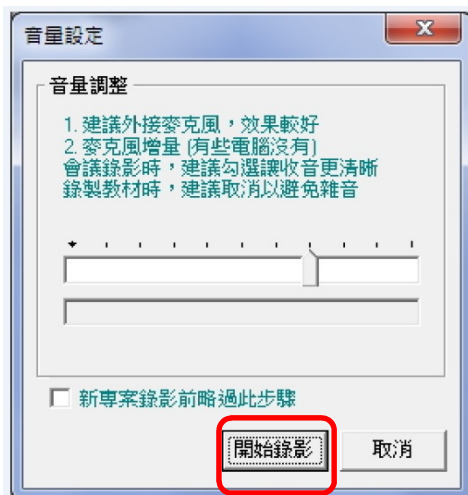 音量設定
音量調整
1. 建議外接麥克風，效果較好
2. 麥克風增量 (有些電腦沒有)
會議錄影時，建議勾選讓收音更清晰
錄製教材時，建議取消以避免雜音
新專案錄影前略過此步驟
開始錄影
取消